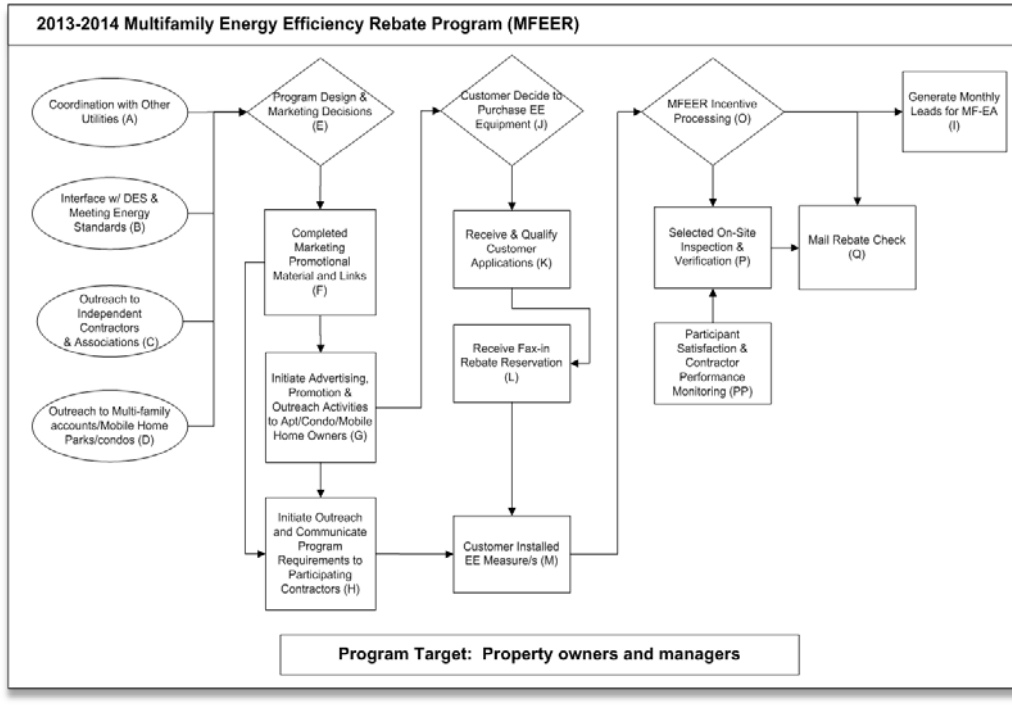 2013-2014 Multifamily Energy Efficiency Rebate Program (MFEER)
Coordination with Other
Utilities (A)
Interface w/ DES &
Meeting Energy
Standards (B)
Outreach to
Independent
Contractors
& Associations (C)
Outreach to Multi-family
accounts/Mobile Home
Parks/condos (D)
Program Design &
Marketing Decisions
(E)
Completed
Marketing
Promotional
Material and Links
(F)
Initiate Advertising,
Promotion &
Outreach Activities
to Apt/Condo/Mobile
Home Owners (G)
Initiate Outreach
and Communicate
Program
Requirements to
Participating
Contractors (H)
Customer Decide to
Purchase EE
Equipment (J)
Receive & Qualify
Customer
Applications (K)
Receive Fax-in
Rebate Reservation
(L)
Customer Installed
EE Measure/s (M)
MFEER Incentive
Processing (O)
Selected On-Site
Inspection &
Verification (P)
Participant
Satisfaction &
Contractor
Performance
Monitoring (PP)
Generate Monthly
Leads for MF-EA
(I)
Mail Rebate Check
(Q)
Program Target: Property owners and managers